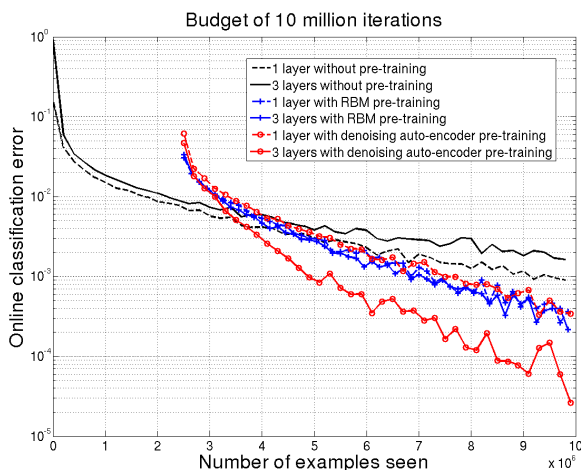 Budget of 10 million iterations
10^0
10^-1
10^-2
10^-3
10^-4
10^-5
Online classification error
1 layer without pre-training
3 layers without pre-training
1 layer with RBM pre-training
3 layers with RBM pre-training
1 layer with denoising auto-encoder pre-training
3 layers with denoising auto-encoder pre-training
0 1 2 3 4 5 6 7 8 9 10
x 10^6
Number of examples seen